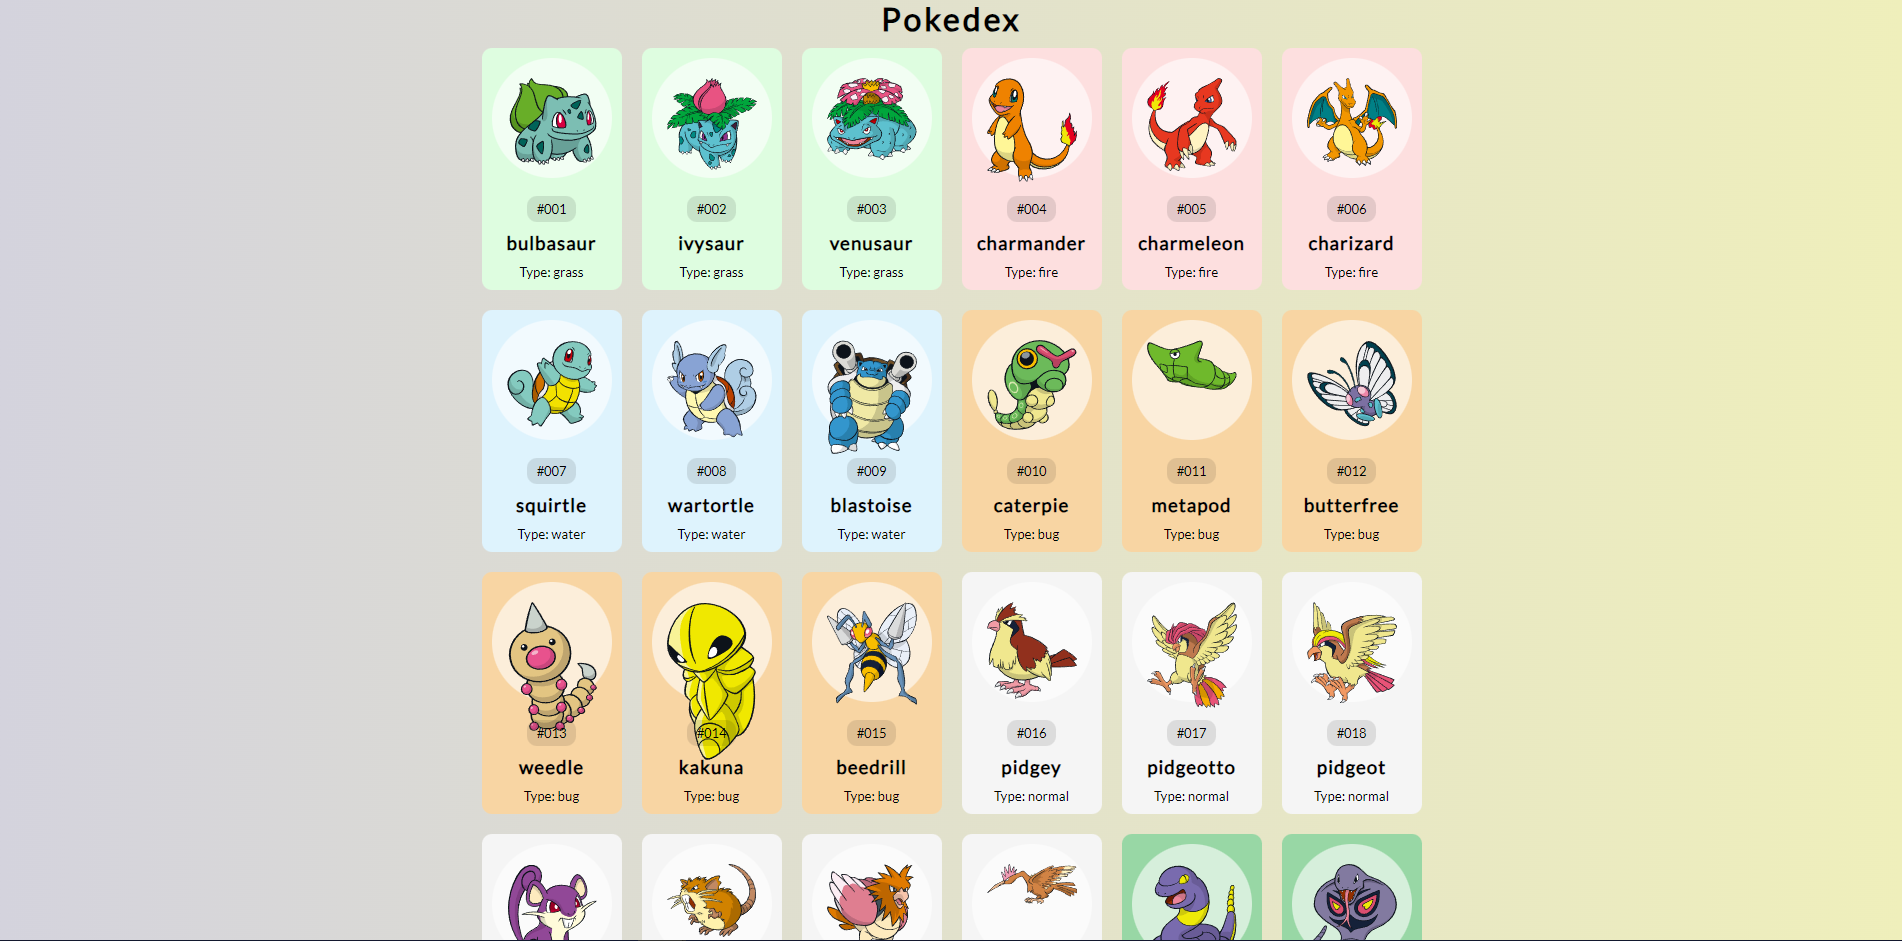 Pokedex
#001
bulbasaur
Type: grass
#002
ivysaur
Type: grass
#003
venusaur
Type: grass
#004
charmander
Type: fire
#005
charmeleon
Type: fire
#006
charizard
Type: fire
#007
squirtle
Type: water
#008
wartortle
Type: water
#009
blastoise
Type: water
#010
caterpie
Type: bug
#011
metapod
Type: bug
#012
butterfree
Type: bug
#013
weedle
Type: bug
#014
kakuna
Type: bug
#015
beedrill
Type: bug
#016
pidgey
Type: normal
#017
pidgeotto
Type: normal
#018
pidgeot
Type: normal